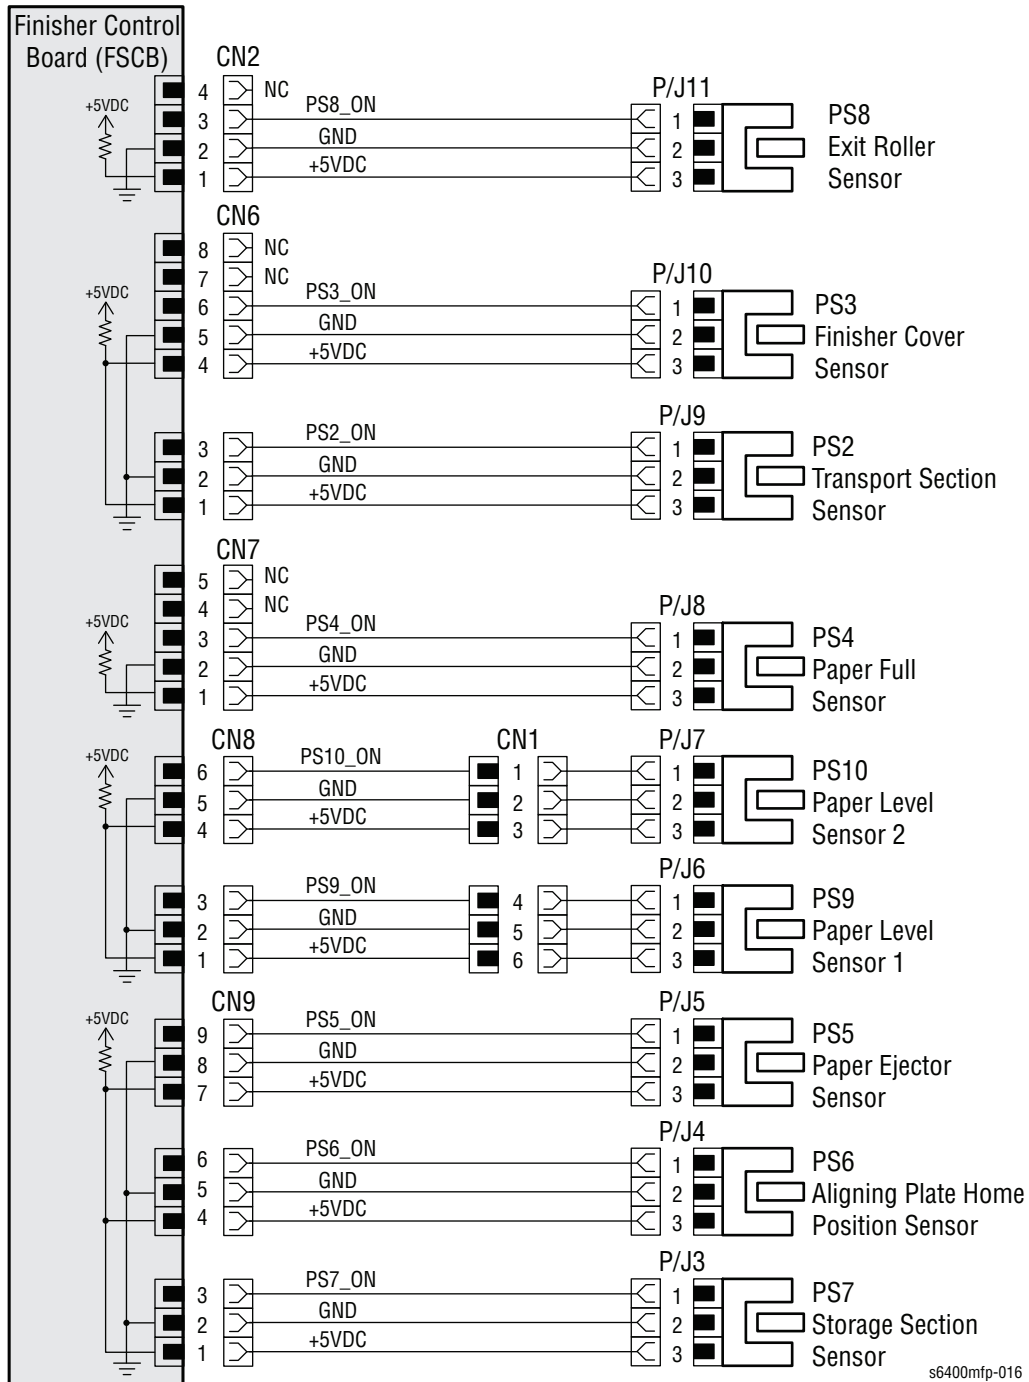 Finisher Control
Board (FSCB)
CN2
4 NC
P/J11
+5VDC
3 PS8_ON 1
2 GND 2
1 +5VDC 3
PS8
Exit Roller
Sensor
CN6
8 NC
7 NC
P/J10
+5VDC
6 PS3_ON 1
5 GND 2
4 +5VDC 3
PS3
Finisher Cover
Sensor
P/J9
3 PS2_ON 1
2 GND 2
1 +5VDC 3
PS2
Transport Section
Sensor
CN7
5 NC
4 NC
P/J8
+5VDC
3 PS4_ON 1
2 GND 2
1 +5VDC 3
PS4
Paper Full
Sensor
CN8 CN1 P/J7
+5VDC
6 PS10_ON 1 1
5 GND 2 2
4 +5VDC 3 3
PS10
Paper Level
Sensor 2
P/J6
3 PS9_ON 4 1
2 GND 5 2
1 +5VDC 6 3
PS9
Paper Level
Sensor 1
CN9 P/J5
+5VDC
9 PS5_ON 1
8 GND 2
7 +5VDC 3
PS5
Paper Ejector
Sensor
P/J4
6 PS6_ON 1
5 GND 2
4 +5VDC 3
PS6
Aligning Plate Home
Position Sensor
P/J3
3 PS7_ON 1
2 GND 2
1 +5VDC 3
PS7
Storage Section
Sensor
s6400mfp-016